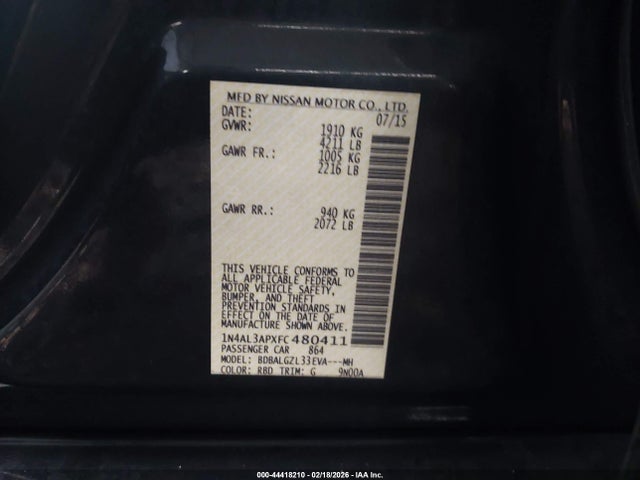 MFD BY NISSAN MOTOR CO., LTD.
DATE: 07/15
GVWR: 1910 KG
4211 LB
GAWR FR.: 1005 KG
2216 LB
GAWR RR.: 940 KG
2072 LB
THIS VEHICLE CONFORMS TO
ALL APPLICABLE FEDERAL
MOTOR VEHICLE SAFETY,
BUMPER, AND THEFT
PREVENTION STANDARDS IN
EFFECT ON THE DATE OF
MANUFACTURE SHOWN ABOVE.
1N4AL3APXFC480411
PASSENGER CAR 864
MODEL: BDBALGZL33EVA---MH
COLOR: RBD TRIM: G 9N00A
000-44418210 - 02/18/2026 - IAA Inc.